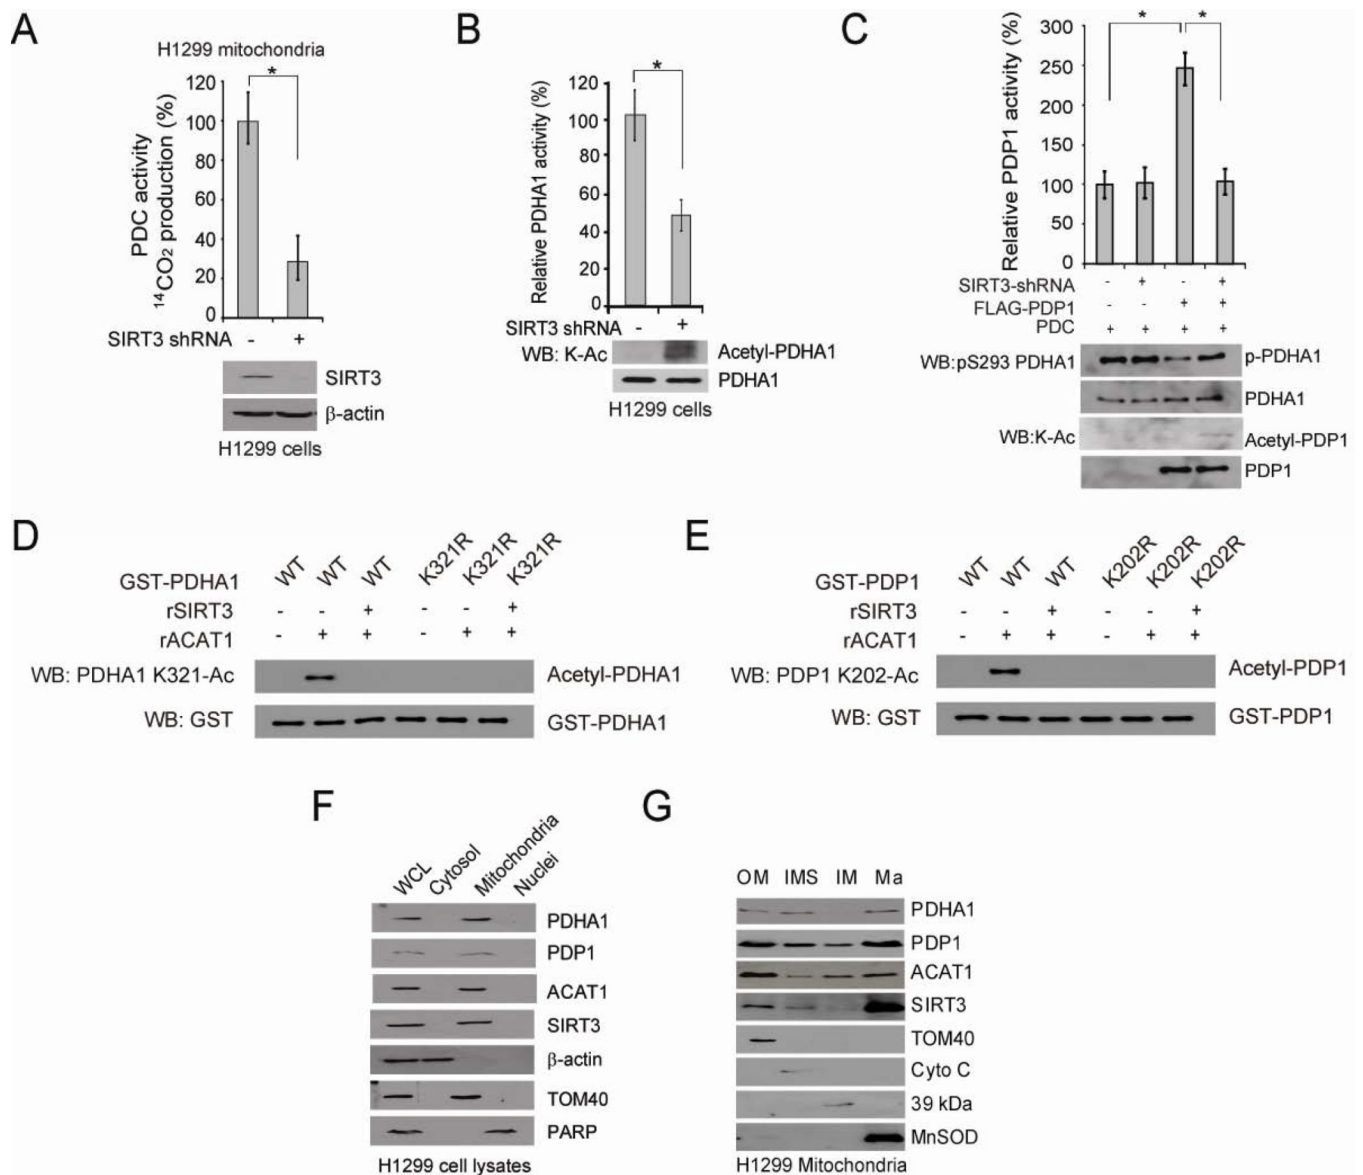 A
H1299 mitochondria
*
PDC activity
¹⁴CO₂ production (%)
120
100
80
60
40
20
0
SIRT3 shRNA - +
SIRT3
β-actin
H1299 cells
B
*
Relative PDHA1 activity (%)
120
100
80
60
40
20
0
SIRT3 shRNA - +
WB: K-Ac Acetyl-PDHA1
PDHA1
H1299 cells
C
* *
Relative PDP1 activity (%)
300
250
200
150
100
50
0
SIRT3-shRNA - + - +
FLAG-PDP1 - - + +
PDC + + + +
WB:pS293 PDHA1 p-PDHA1
PDHA1
WB:K-Ac Acetyl-PDP1
PDP1
D
GST-PDHA1 WT WT WT K321R K321R K321R
rSIRT3 - - + - - +
rACAT1 - + + - + +
WB: PDHA1 K321-Ac Acetyl-PDHA1
WB: GST GST-PDHA1
E
GST-PDP1 WT WT WT K202R K202R K202R
rSIRT3 - - + - - +
rACAT1 - + + - + +
WB: PDP1 K202-Ac Acetyl-PDP1
WB: GST GST-PDP1
F
WCL Cytosol Mitochondria Nuclei
PDHA1
PDP1
ACAT1
SIRT3
β-actin
TOM40
PARP
H1299 cell lysates
G
OM IMS IM Ma
PDHA1
PDP1
ACAT1
SIRT3
TOM40
Cyto C
39 kDa
MnSOD
H1299 Mitochondria